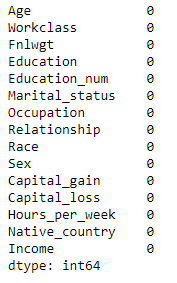 Age 0
Workclass 0
Fnlwgt 0
Education 0
Education_num 0
Marital_status 0
Occupation 0
Relationship 0
Race 0
Sex 0
Capital_gain 0
Capital_loss 0
Hours_per_week 0
Native_country 0
Income 0
dtype: int64